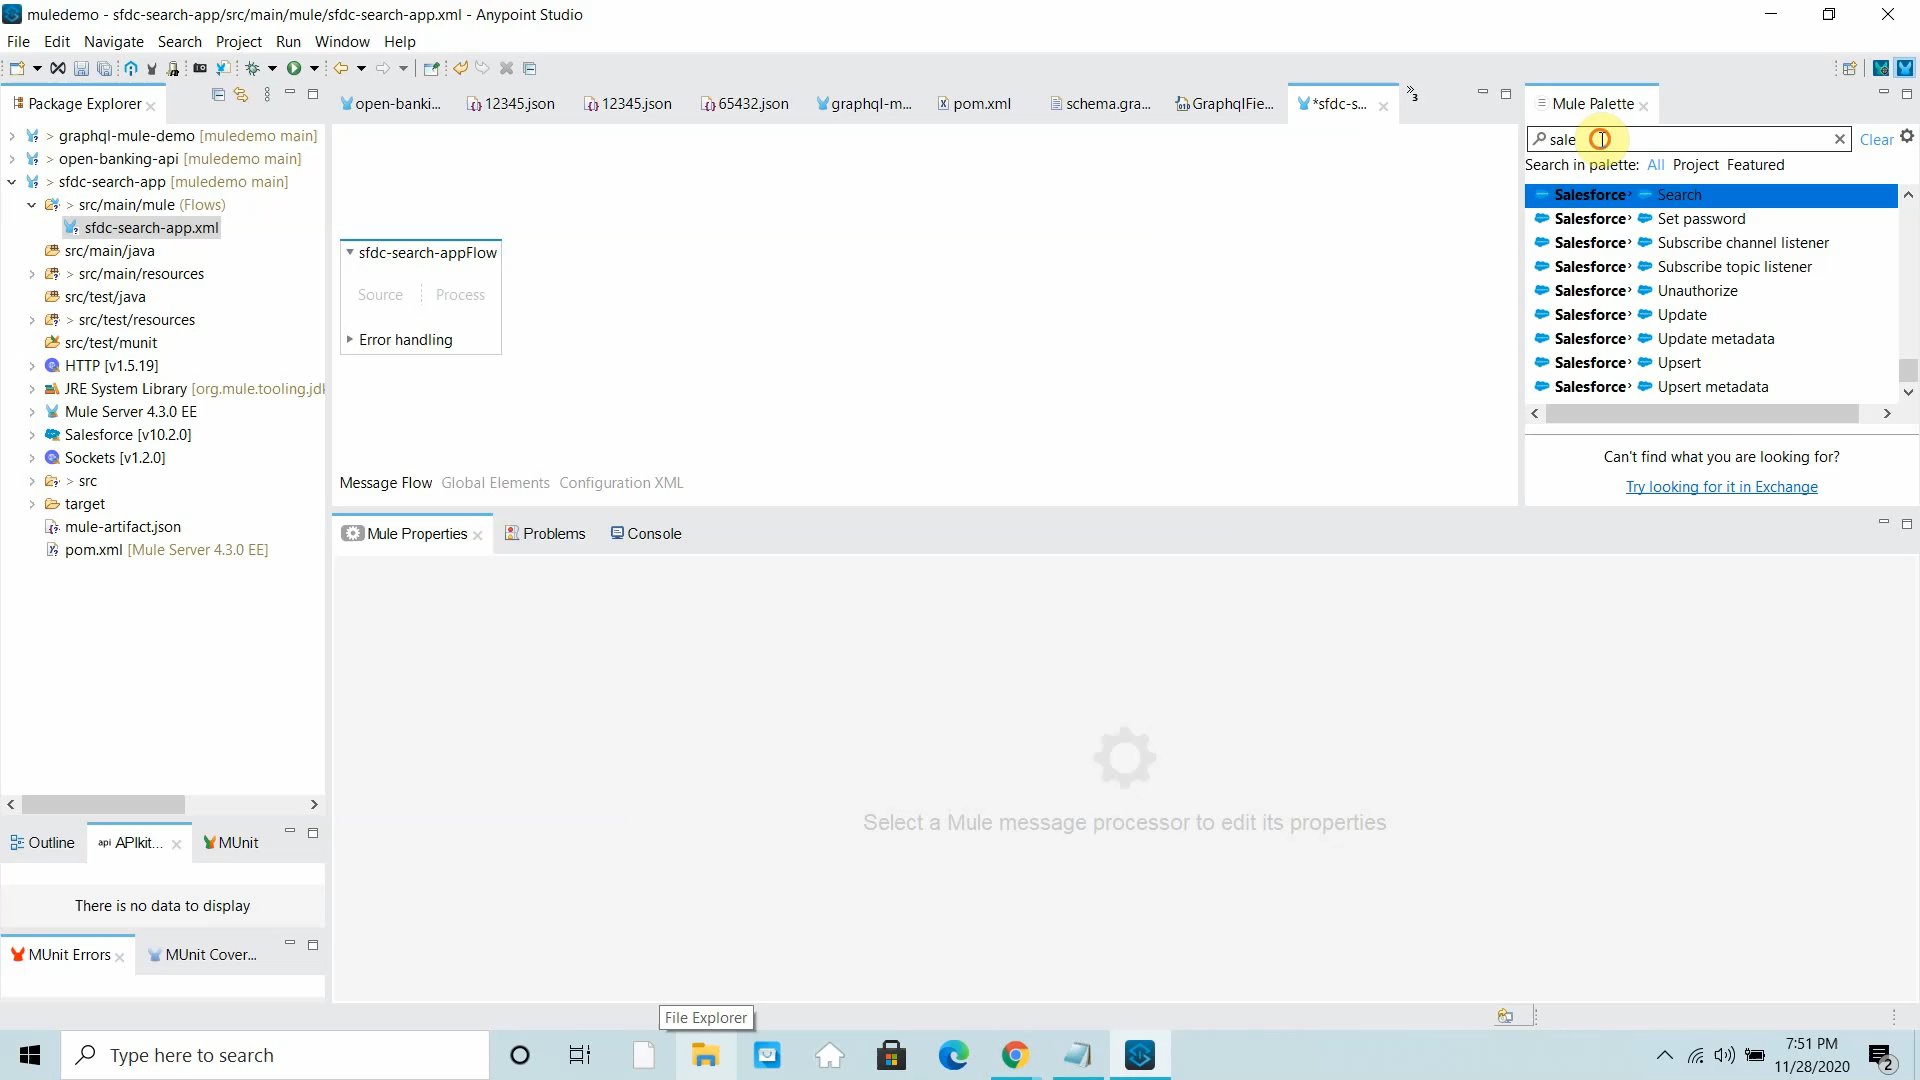 muledemo - sfdc-search-app/src/main/mule/sfdc-search-app.xml - Anypoint Studio
File Edit Navigate Search Project Run Window Help
Package Explorer
open-banki...
12345.json
12345.json
65432.json
graphql-m...
pom.xml
schema.gra...
GraphqlFie...
*sfdc-s...
3
Mule Palette
sale
Clear
Search in palette: All Project Featured
> graphql-mule-demo [muledemo main]
> open-banking-api [muledemo main]
> sfdc-search-app [muledemo main]
> src/main/mule (Flows)
sfdc-search-app.xml
src/main/java
> src/main/resources
src/test/java
> src/test/resources
src/test/munit
HTTP [v1.5.19]
JRE System Library [org.mule.tooling.jdk
Mule Server 4.3.0 EE
Salesforce [v10.2.0]
Sockets [v1.2.0]
> src
target
mule-artifact.json
pom.xml [Mule Server 4.3.0 EE]
sfdc-search-appFlow
Source
Process
Error handling
Message Flow Global Elements Configuration XML
Salesforce› Search
Salesforce› Set password
Salesforce› Subscribe channel listener
Salesforce› Subscribe topic listener
Salesforce› Unauthorize
Salesforce› Update
Salesforce› Update metadata
Salesforce› Upsert
Salesforce› Upsert metadata
Can't find what you are looking for?
Try looking for it in Exchange
Mule Properties
Problems
Console
Select a Mule message processor to edit its properties
Outline
api APIkit...
MUnit
There is no data to display
MUnit Errors
MUnit Cover...
File Explorer
Type here to search
7:51 PM
11/28/2020
2